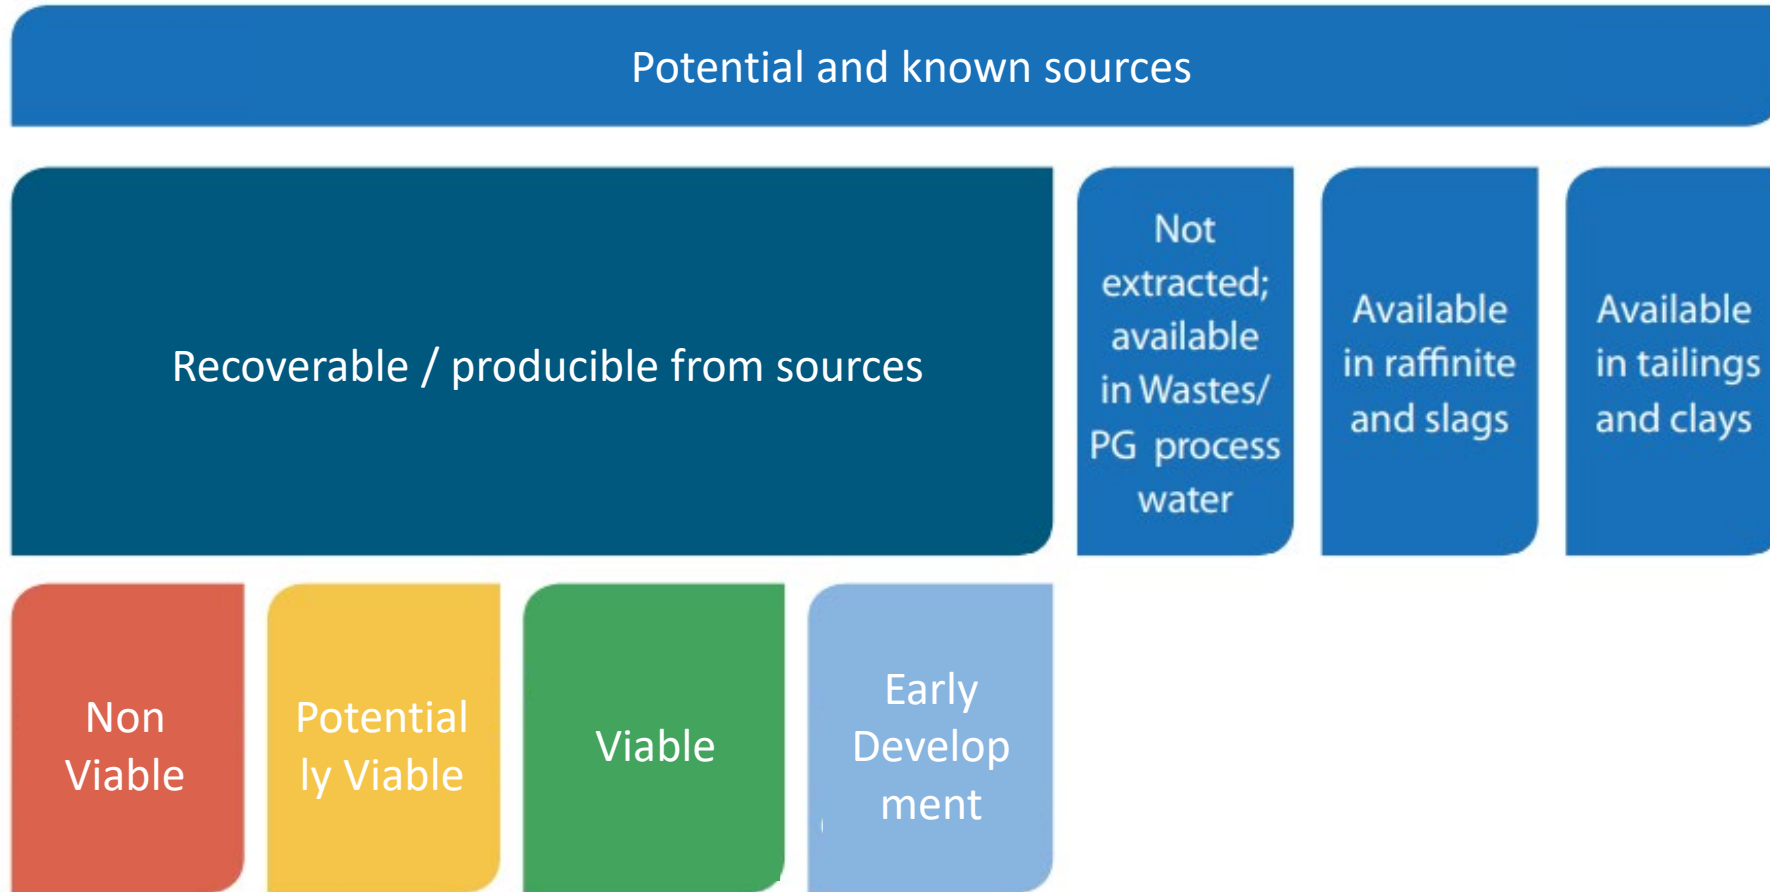 Potential and known sources
Recoverable / producible from sources
Not
extracted;
available
in Wastes/
PG process
water
Available
in raffinite
and slags
Available
in tailings
and clays
Non
Viable
Potential
ly Viable
Viable
Early
Develop
ment